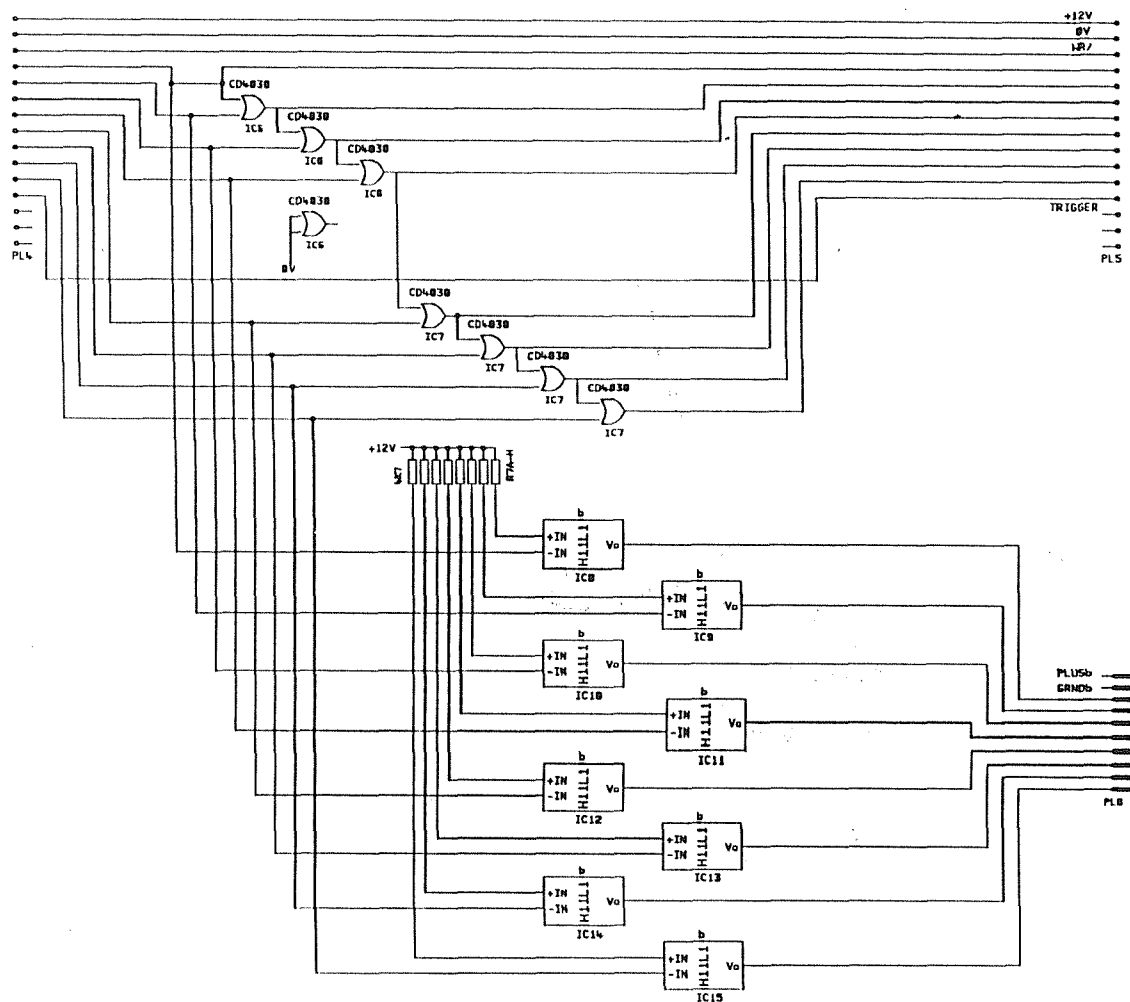 +12V
0V
WR/
CD4030
IC6
CD4030
IC6
CD4030
IC6
CD4030
IC6
0V
TRIGGER
PL4
PL5
CD4030
IC7
CD4030
IC7
CD4030
IC7
CD4030
IC7
+12V
R7A-H
b
+IN
-IN
H11L1
Vo
IC8
b
+IN
-IN
H11L1
Vo
IC9
b
+IN
-IN
H11L1
Vo
IC10
PLUSb
GRNDb
b
+IN
-IN
H11L1
Vo
IC11
b
+IN
-IN
H11L1
Vo
IC12
PL8
b
+IN
-IN
H11L1
Vo
IC13
b
+IN
-IN
H11L1
Vo
IC14
b
+IN
-IN
H11L1
Vo
IC15